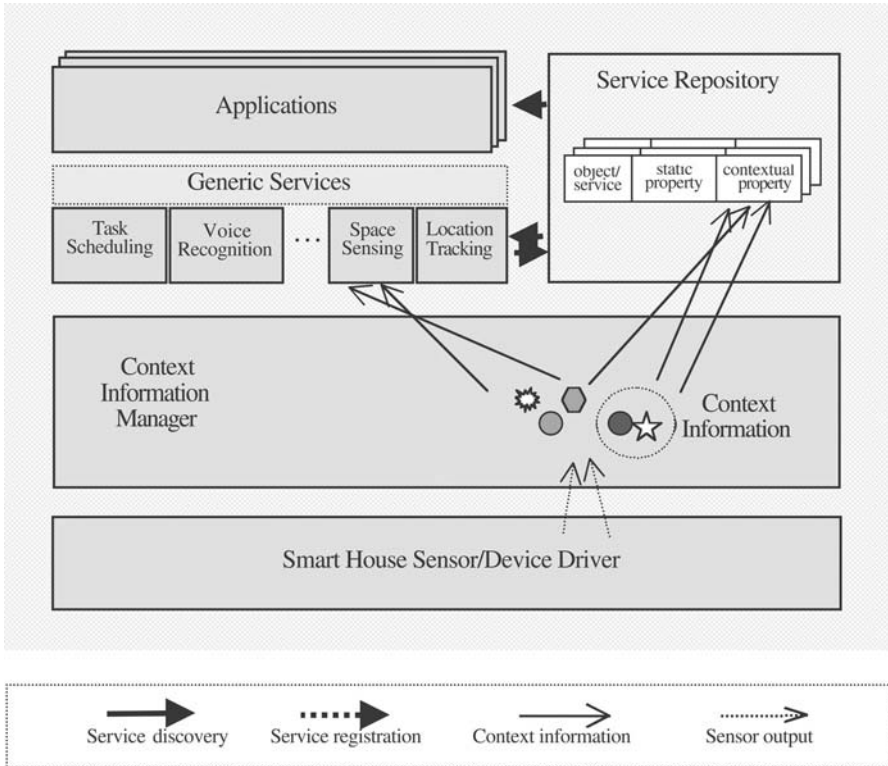 Applications
Service Repository
object/
service
static
property
contextual
property
Generic Services
Task
Scheduling
Voice
Recognition
...
Space
Sensing
Location
Tracking
Context
Information
Manager
Context
Information
Smart House Sensor/Device Driver
Service discovery
Service registration
Context information
Sensor output